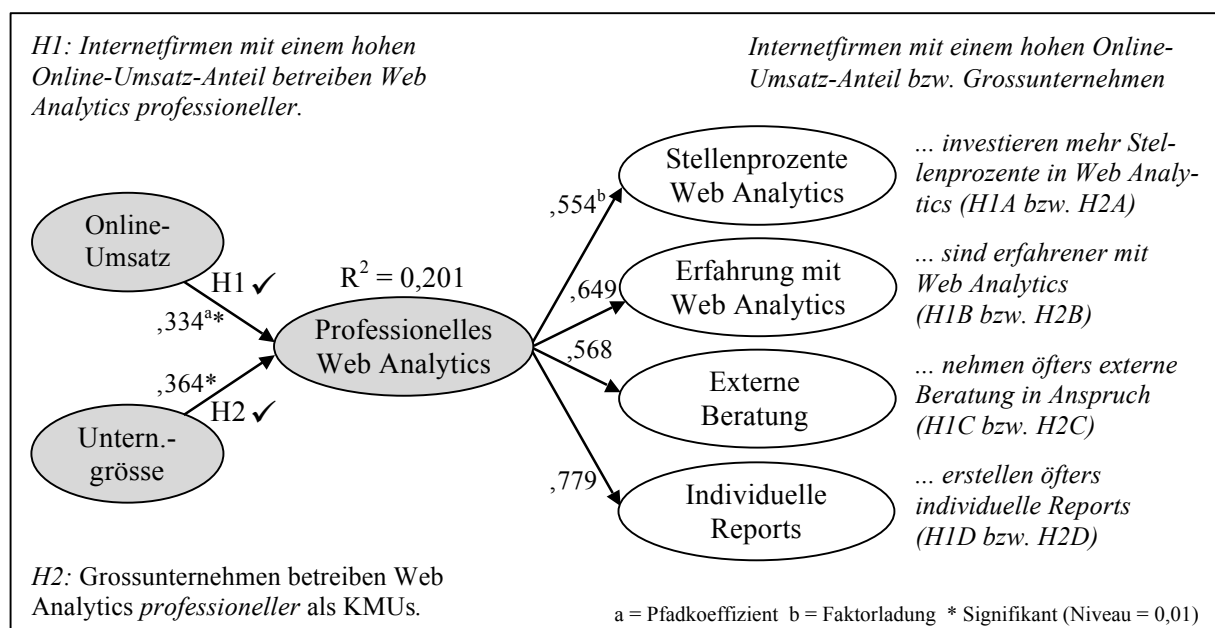 H1: Internetfirmen mit einem hohen
Online-Umsatz-Anteil betreiben Web
Analytics professioneller.
Internetfirmen mit einem hohen Online-
Umsatz-Anteil bzw. Grossunternehmen
Online-
Umsatz
H1 ✓
,334a*
,364*
H2 ✓
Untern.-
grösse
R2 = 0,201
Professionelles
Web Analytics
,554b
Stellenprozente
Web Analytics
... investieren mehr Stel-
lenprozente in Web Analy-
tics (H1A bzw. H2A)
,649
Erfahrung mit
Web Analytics
... sind erfahrener mit
Web Analytics
(H1B bzw. H2B)
,568
Externe
Beratung
... nehmen öfters externe
Beratung in Anspruch
(H1C bzw. H2C)
,779
Individuelle
Reports
... erstellen öfters
individuelle Reports
(H1D bzw. H2D)
H2: Grossunternehmen betreiben Web
Analytics professioneller als KMUs.
a = Pfadkoeffizient b = Faktorladung * Signifikant (Niveau = 0,01)